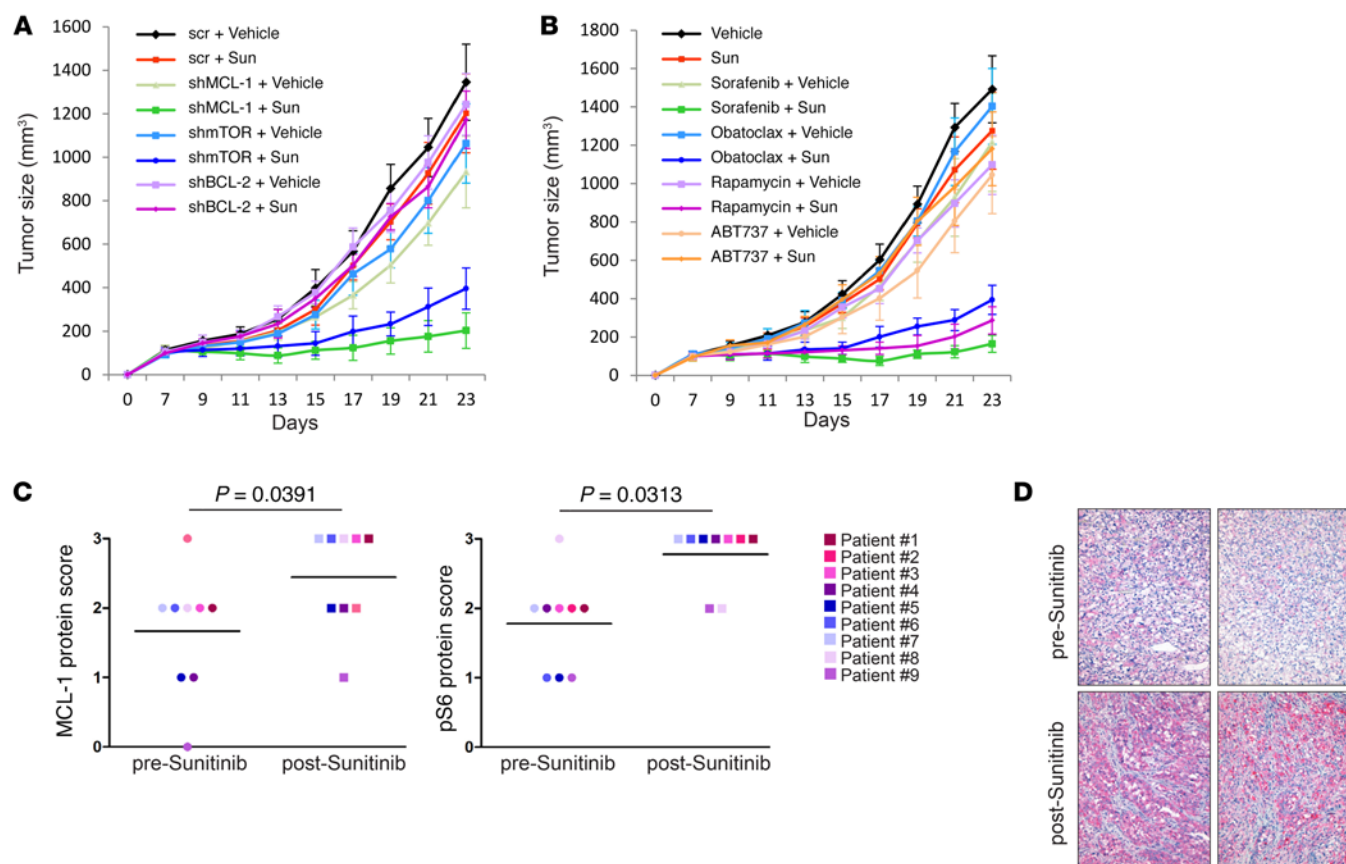 A
Tumor size (mm³)
1600
1400
1200
1000
800
600
400
200
0
scr + Vehicle
scr + Sun
shMCL-1 + Vehicle
shMCL-1 + Sun
shmTOR + Vehicle
shmTOR + Sun
shBCL-2 + Vehicle
shBCL-2 + Sun
0 7 9 11 13 15 17 19 21 23
Days
B
Tumor size (mm³)
1800
1600
1400
1200
1000
800
600
400
200
0
Vehicle
Sun
Sorafenib + Vehicle
Sorafenib + Sun
Obatoclax + Vehicle
Obatoclax + Sun
Rapamycin + Vehicle
Rapamycin + Sun
ABT737 + Vehicle
ABT737 + Sun
0 7 9 11 13 15 17 19 21 23
Days
C
P = 0.0391
MCL-1 protein score
3
2
1
0
pre-Sunitinib post-Sunitinib
P = 0.0313
pS6 protein score
3
2
1
0
pre-Sunitinib post-Sunitinib
Patient #1
Patient #2
Patient #3
Patient #4
Patient #5
Patient #6
Patient #7
Patient #8
Patient #9
D
pre-Sunitinib
post-Sunitinib